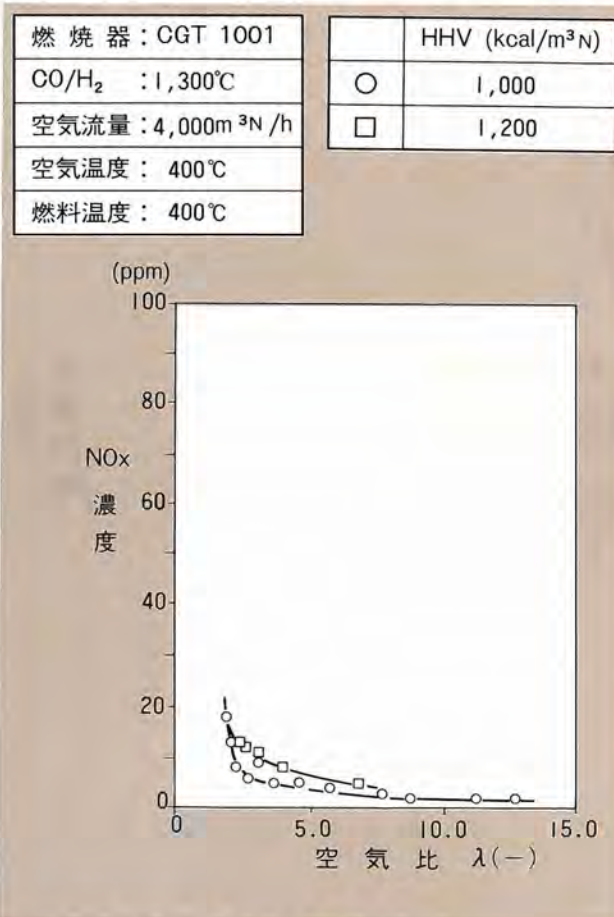 燃焼器：CGT 1001
CO/H₂ ：1,300℃
空気流量：4,000m³N/h
空気温度： 400℃
燃料温度： 400℃
HHV (kcal/m³N)
○ 1,000
□ 1,200
(ppm)
100
80
NOx
濃度
60
40
20
0
0 5.0 10.0 15.0
空気比 λ(－)